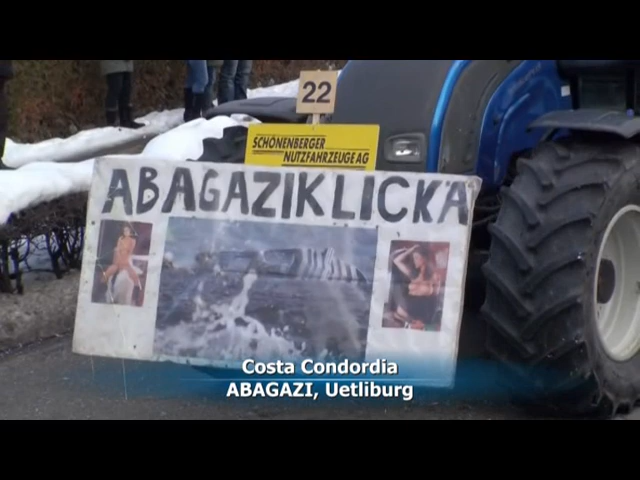 22
SCHÖNENBERGER
NUTZFAHRZEUGE AG
ABAGAZIKLICKA
Costa Condordia
ABAGAZI, Uetliburg